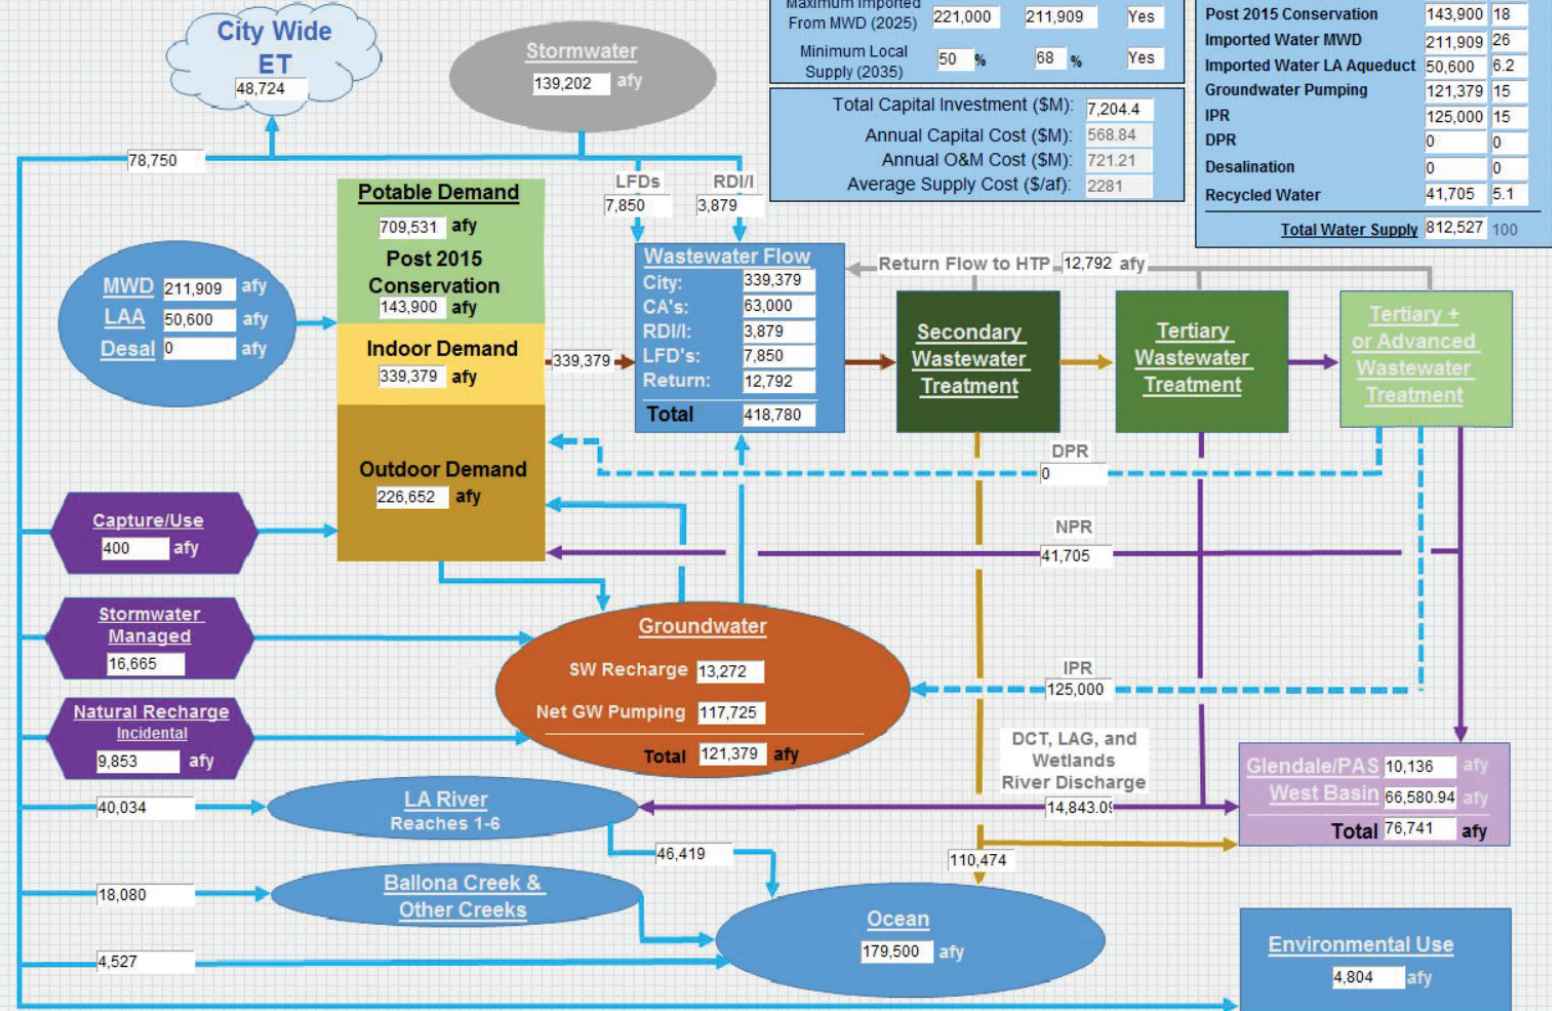 City Wide
ET
48,724
Stormwater
139,202 afy
Maximum Imported
From MWD (2025) 221,000 211,909 Yes
Minimum Local
Supply (2035) 50 % 68 % Yes
Total Capital Investment ($M): 7,204.4
Annual Capital Cost ($M): 568.84
Annual O&M Cost ($M): 721.21
Average Supply Cost ($/af): 2281
Post 2015 Conservation 143,900 18
Imported Water MWD 211,909 26
Imported Water LA Aqueduct 50,600 6.2
Groundwater Pumping 121,379 15
IPR 125,000 15
DPR 0 0
Desalination 0 0
Recycled Water 41,705 5.1
Total Water Supply 812,527 100
78,750
LFDs
7,850
RDI/I
3,879
Potable Demand
709,531 afy
Post 2015
Conservation
143,900 afy
Indoor Demand
339,379 afy
Outdoor Demand
226,652 afy
MWD 211,909 afy
LAA 50,600 afy
Desal 0 afy
339,379
Wastewater Flow
City: 339,379
CA's: 63,000
RDI/I: 3,879
LFD's: 7,850
Return: 12,792
Total 418,780
Return Flow to HTP 12,792 afy
Secondary
Wastewater
Treatment
Tertiary
Wastewater
Treatment
Tertiary +
or Advanced
Wastewater
Treatment
DPR
0
NPR
41,705
IPR
125,000
Capture/Use
400 afy
Stormwater
Managed
16,665
Natural Recharge
Incidental
9,853 afy
Groundwater
SW Recharge 13,272
Net GW Pumping 117,725
Total 121,379 afy
DCT, LAG, and
Wetlands
River Discharge
14,843.09
Glendale/PAS 10,136 afy
West Basin 66,580.94 afy
Total 76,741 afy
40,034
LA River
Reaches 1-6
46,419
110,474
18,080
Ballona Creek &
Other Creeks
4,527
Ocean
179,500 afy
Environmental Use
4,804 afy